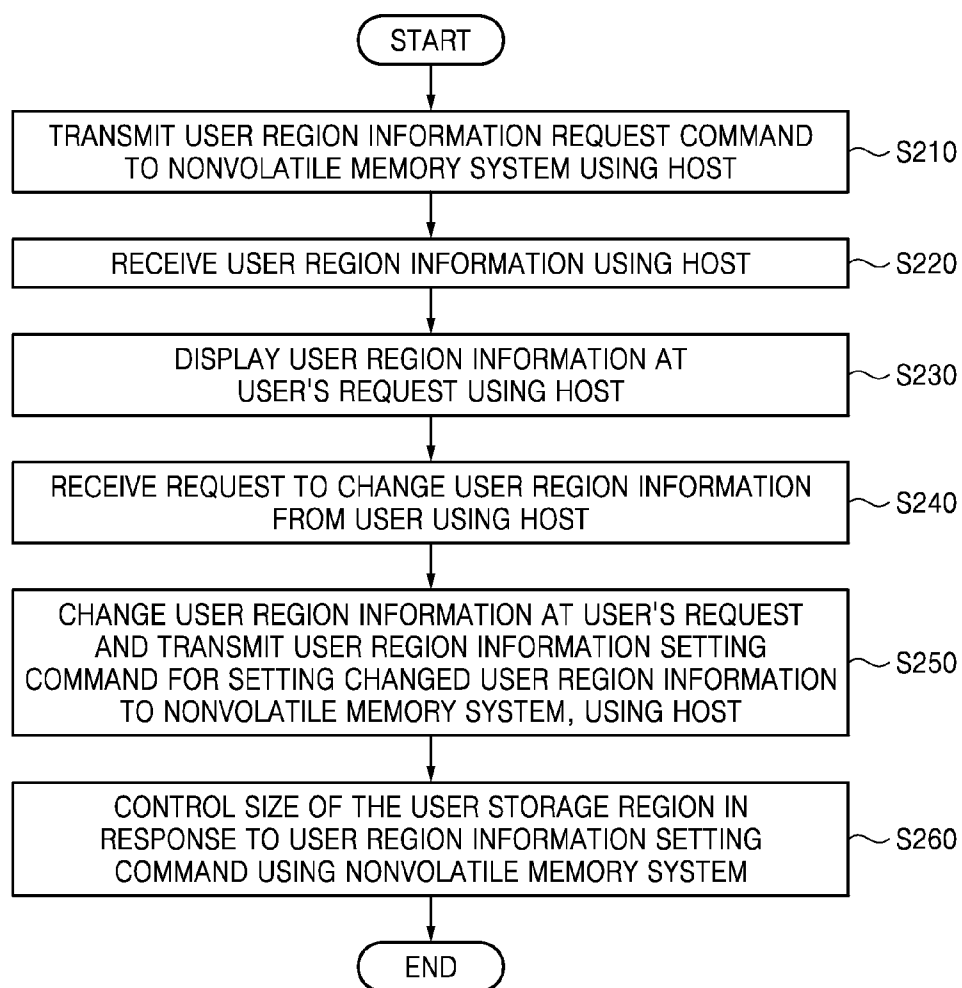 START
TRANSMIT USER REGION INFORMATION REQUEST COMMAND
TO NONVOLATILE MEMORY SYSTEM USING HOST
S210
RECEIVE USER REGION INFORMATION USING HOST
S220
DISPLAY USER REGION INFORMATION AT
USER'S REQUEST USING HOST
S230
RECEIVE REQUEST TO CHANGE USER REGION INFORMATION
FROM USER USING HOST
S240
CHANGE USER REGION INFORMATION AT USER'S REQUEST
AND TRANSMIT USER REGION INFORMATION SETTING
COMMAND FOR SETTING CHANGED USER REGION INFORMATION
TO NONVOLATILE MEMORY SYSTEM, USING HOST
S250
CONTROL SIZE OF THE USER STORAGE REGION IN
RESPONSE TO USER REGION INFORMATION SETTING
COMMAND USING NONVOLATILE MEMORY SYSTEM
S260
END